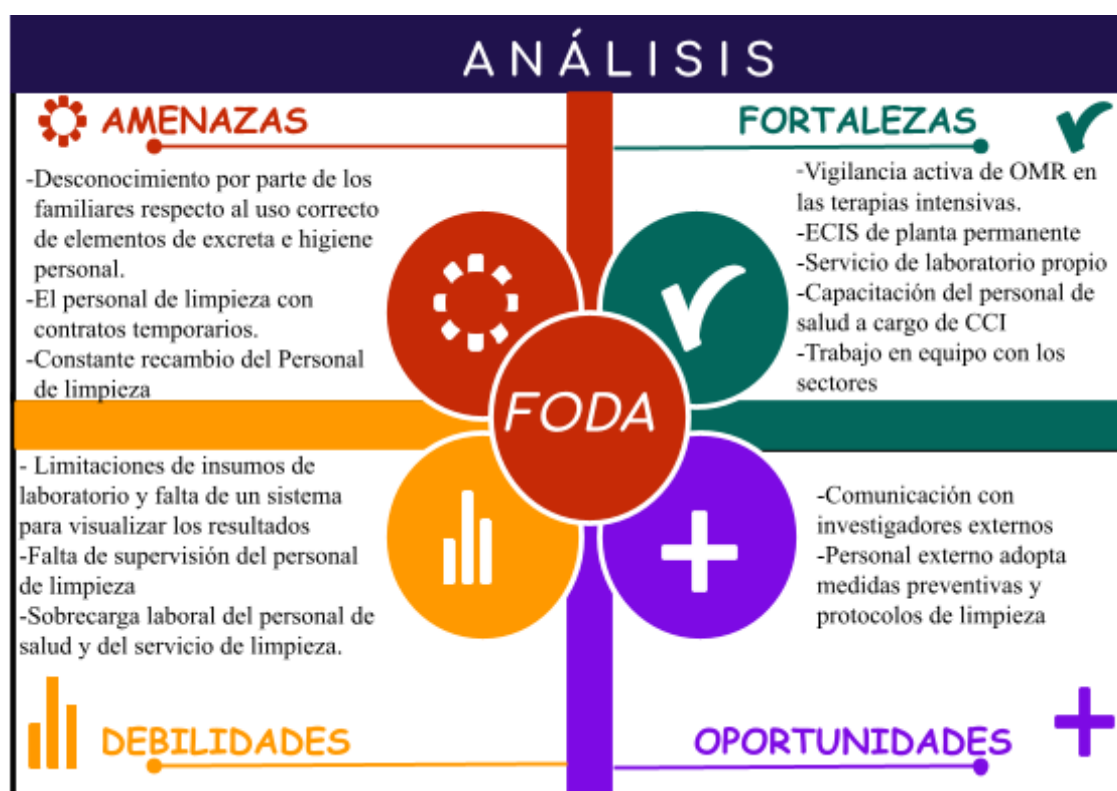 ANÁLISIS
AMENAZAS
-Desconocimiento por parte de los
familiares respecto al uso correcto
de elementos de excreta e higiene
personal.
-El personal de limpieza con
contratos temporarios.
-Constante recambio del Personal
de limpieza
FORTALEZAS
-Vigilancia activa de OMR en
las terapias intensivas.
-ECIS de planta permanente
-Servicio de laboratorio propio
-Capacitación del personal de
salud a cargo de CCI
-Trabajo en equipo con los
sectores
FODA
- Limitaciones de insumos de
laboratorio y falta de un sistema
para visualizar los resultados
-Falta de supervisión del personal
de limpieza
-Sobrecarga laboral del personal de
salud y del servicio de limpieza.
DEBILIDADES
-Comunicación con
investigadores externos
-Personal externo adopta
medidas preventivas y
protocolos de limpieza
OPORTUNIDADES